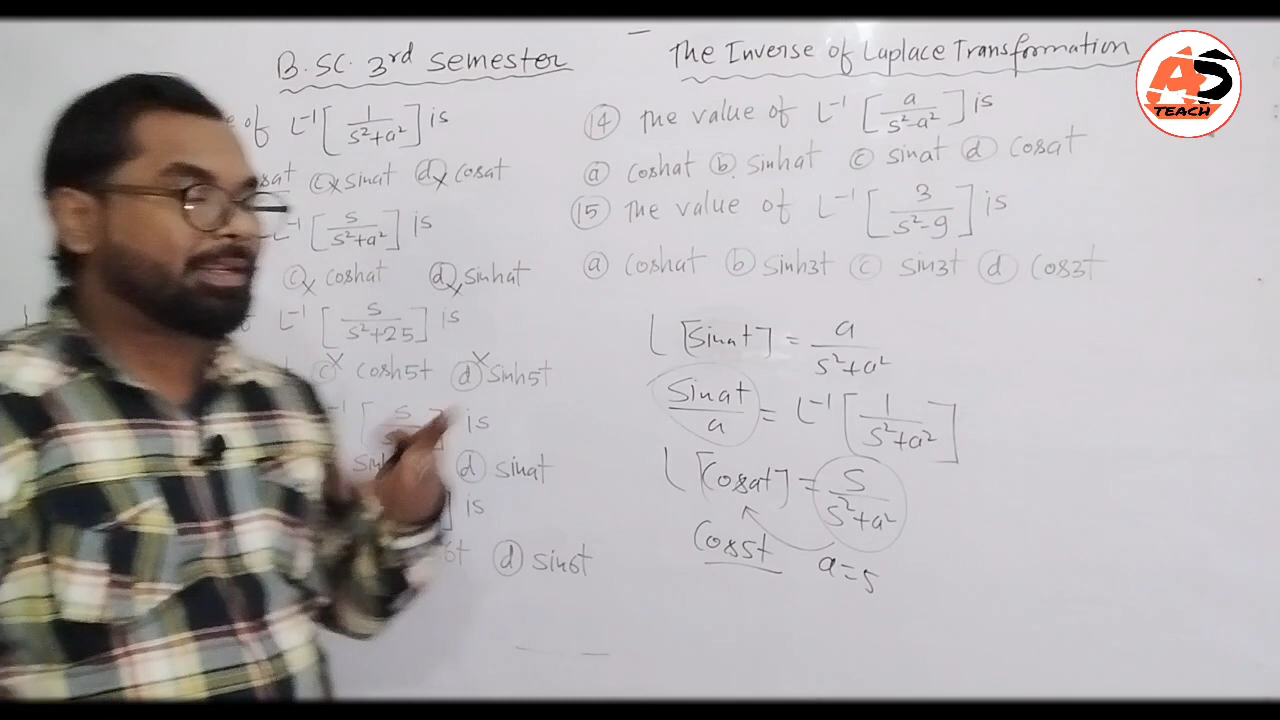 B.SC. 3rd Semester
of L⁻¹ [ 1/(s²+a²) ] is
cosat (c) sinat (d) cosat
L⁻¹ [ s/(s²+a²) ] is
(c) coshat (d) sinhat
L⁻¹ [ s/(s²+25) ] is
(c) cosh5t (d) sinh5t
is
(d) sinat
is
6t (d) sin6t
The Inverse of Laplace Transformation
(14) The value of L⁻¹ [ a/(s²-a²) ] is
(a) coshat (b) sinhat (c) sinat (d) cosat
(15) The value of L⁻¹ [ 3/(s²-9) ] is
(a) coshat (b) sinh3t (c) sin3t (d) cos3t
L [sinat] = a/(s²+a²)
sinat/a = L⁻¹ [ 1/(s²+a²) ]
L [cosat] = s/(s²+a²)
cos5t a=5
AS
TEACH